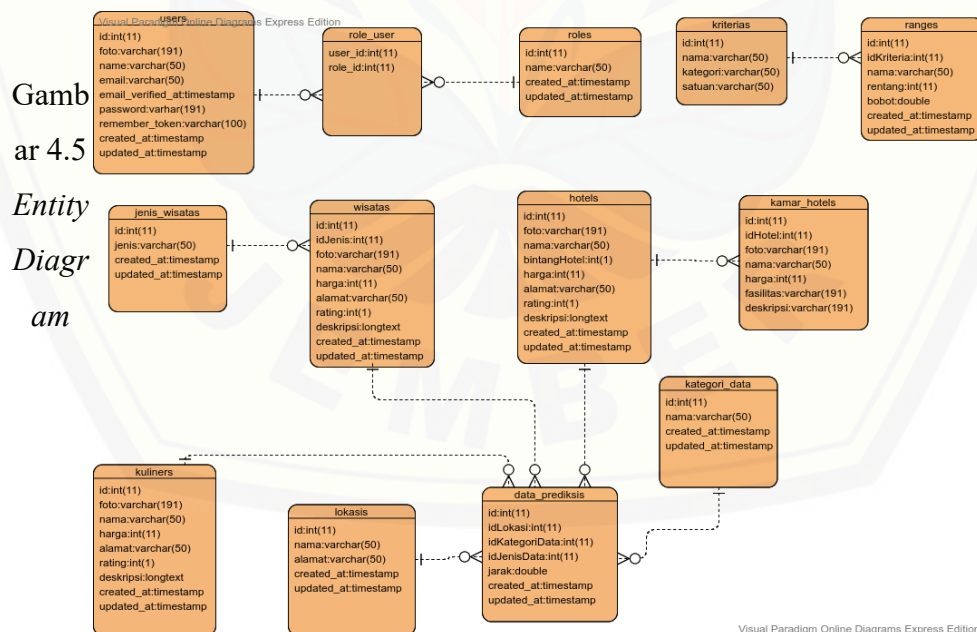 Visual Paradigm Online Diagrams Express Edition
users
id:int(11)
foto:varchar(191)
name:varchar(50)
email:varchar(50)
email_verified_at:timestamp
password:varhar(191)
remember_token:varchar(100)
created_at:timestamp
updated_at:timestamp
role_user
user_id:int(11)
role_id:int(11)
roles
id:int(11)
name:varchar(50)
created_at:timestamp
updated_at:timestamp
kriterias
id:int(11)
nama:varchar(50)
kategori:varchar(50)
satuan:varchar(50)
ranges
id:int(11)
idKriteria:int(11)
nama:varchar(50)
rentang:int(11)
bobot:double
created_at:timestamp
updated_at:timestamp
Gamb
ar 4.5
Entity
Diagr
am
jenis_wisatas
id:int(11)
jenis:varchar(50)
created_at:timestamp
updated_at:timestamp
wisatas
id:int(11)
idJenis:int(11)
foto:varchar(191)
nama:varchar(50)
harga:int(11)
alamat:varchar(50)
rating:int(1)
deskripsi:longtext
created_at:timestamp
updated_at:timestamp
hotels
id:int(11)
foto:varchar(191)
nama:varchar(50)
bintangHotel:int(1)
harga:int(11)
alamat:varchar(50)
rating:int(1)
deskripsi:longtext
created_at:timestamp
updated_at:timestamp
kamar_hotels
id:int(11)
idHotel:int(11)
foto:varchar(191)
nama:varchar(50)
harga:int(11)
fasilitas:varchar(191)
deskripsi:varchar(191)
JEMBER
kategori_data
id:int(11)
nama:varchar(50)
created_at:timestamp
updated_at:timestamp
kuliners
id:int(11)
foto:varchar(191)
nama:varchar(50)
harga:int(11)
alamat:varchar(50)
rating:int(1)
deskripsi:longtext
created_at:timestamp
updated_at:timestamp
lokasis
id:int(11)
nama:varchar(50)
alamat:varchar(50)
created_at:timestamp
updated_at:timestamp
data_prediksis
id:int(11)
idLokasi:int(11)
idKategoriData:int(11)
idJenisData:int(11)
jarak:double
created_at:timestamp
updated_at:timestamp
Visual Paradigm Online Diagrams Express Edition